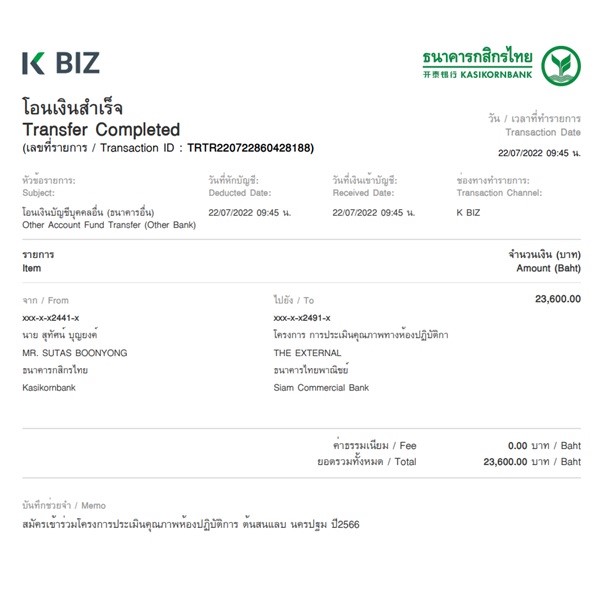 K BIZ
ธนาคารกสิกรไทย
开泰银行 KASIKORNBANK
โอนเงินสำเร็จ
Transfer Completed
(เลขที่รายการ / Transaction ID : TRTR220722860428188)
วัน / เวลาที่ทำรายการ
Transaction Date
22/07/2022 09:45 น.
หัวข้อรายการ: วันที่หักบัญชี: วันที่เงินเข้าบัญชี: ช่องทางทำรายการ:
Subject: Deducted Date: Received Date: Transaction Channel:
โอนเงินบัญชีบุคคลอื่น (ธนาคารอื่น) 22/07/2022 09:45 น. 22/07/2022 09:45 น. K BIZ
Other Account Fund Transfer (Other Bank)
รายการ จำนวนเงิน (บาท)
Item Amount (Baht)
จาก / From ไปยัง / To 23,600.00
xxx-x-x2441-x xxx-x-x2491-x
นาย สุทัศน์ บุญยงค์ โครงการ การประเมินคุณภาพทางห้องปฏิบัติกา
MR. SUTAS BOONYONG THE EXTERNAL
ธนาคารกสิกรไทย ธนาคารไทยพาณิชย์
Kasikornbank Siam Commercial Bank
ค่าธรรมเนียม / Fee 0.00 บาท / Baht
ยอดรวมทั้งหมด / Total 23,600.00 บาท / Baht
บันทึกช่วยจำ / Memo
สมัครเข้าร่วมโครงการประเมินคุณภาพห้องปฏิบัติการ ต้นสนแลบ นครปฐม ปี2566